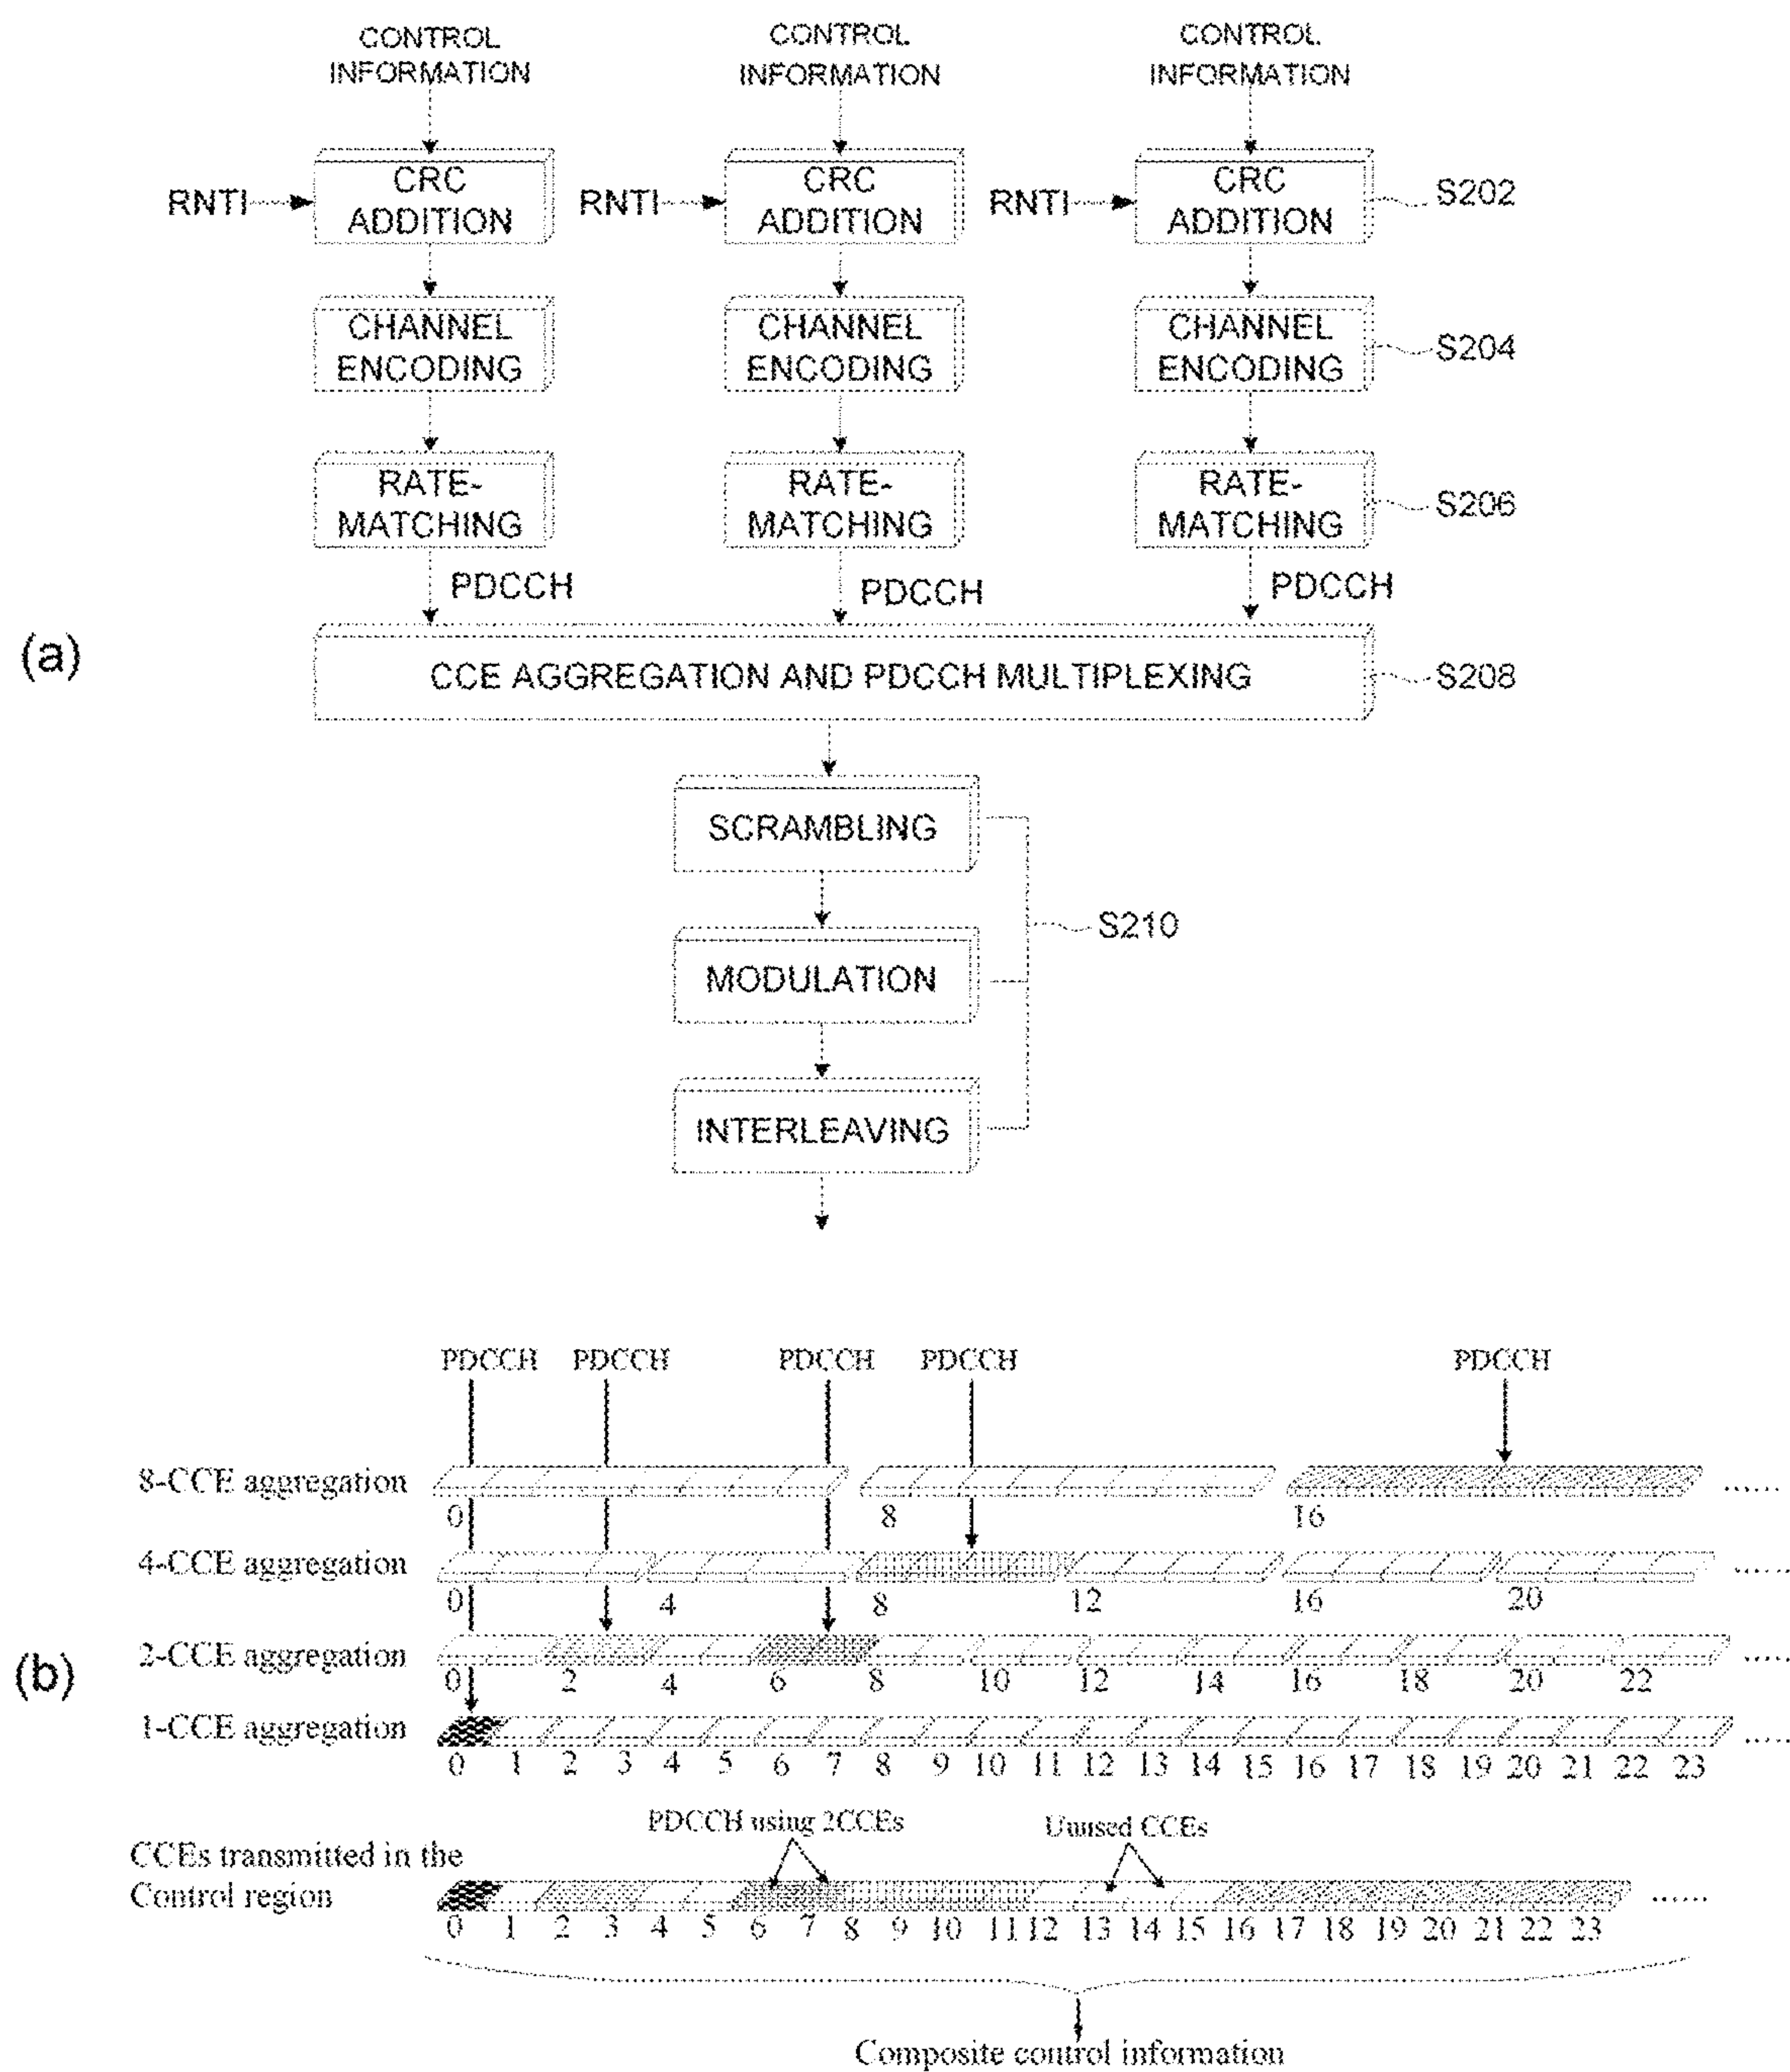 CONTROL INFORMATION
CONTROL INFORMATION
CONTROL INFORMATION
RNTI
CRC ADDITION
RNTI
CRC ADDITION
RNTI
CRC ADDITION
S202
CHANNEL ENCODING
CHANNEL ENCODING
CHANNEL ENCODING
S204
RATE-MATCHING
RATE-MATCHING
RATE-MATCHING
S206
PDCCH
PDCCH
PDCCH
(a)
CCE AGGREGATION AND PDCCH MULTIPLEXING
S208
SCRAMBLING
MODULATION
S210
INTERLEAVING
PDCCH PDCCH PDCCH PDCCH PDCCH
8-CCE aggregation
......
0 8 16
4-CCE aggregation
......
0 4 8 12 16 20
(b)
2-CCE aggregation
......
0 2 4 6 8 10 12 14 16 18 20 22
1-CCE aggregation
......
0 1 2 3 4 5 6 7 8 9 10 11 12 13 14 15 16 17 18 19 20 21 22 23
PDCCH using 2CCEs
Unused CCEs
CCEs transmitted in the
Control region
......
0 1 2 3 4 5 6 7 8 9 10 11 12 13 14 15 16 17 18 19 20 21 22 23
Composite control information